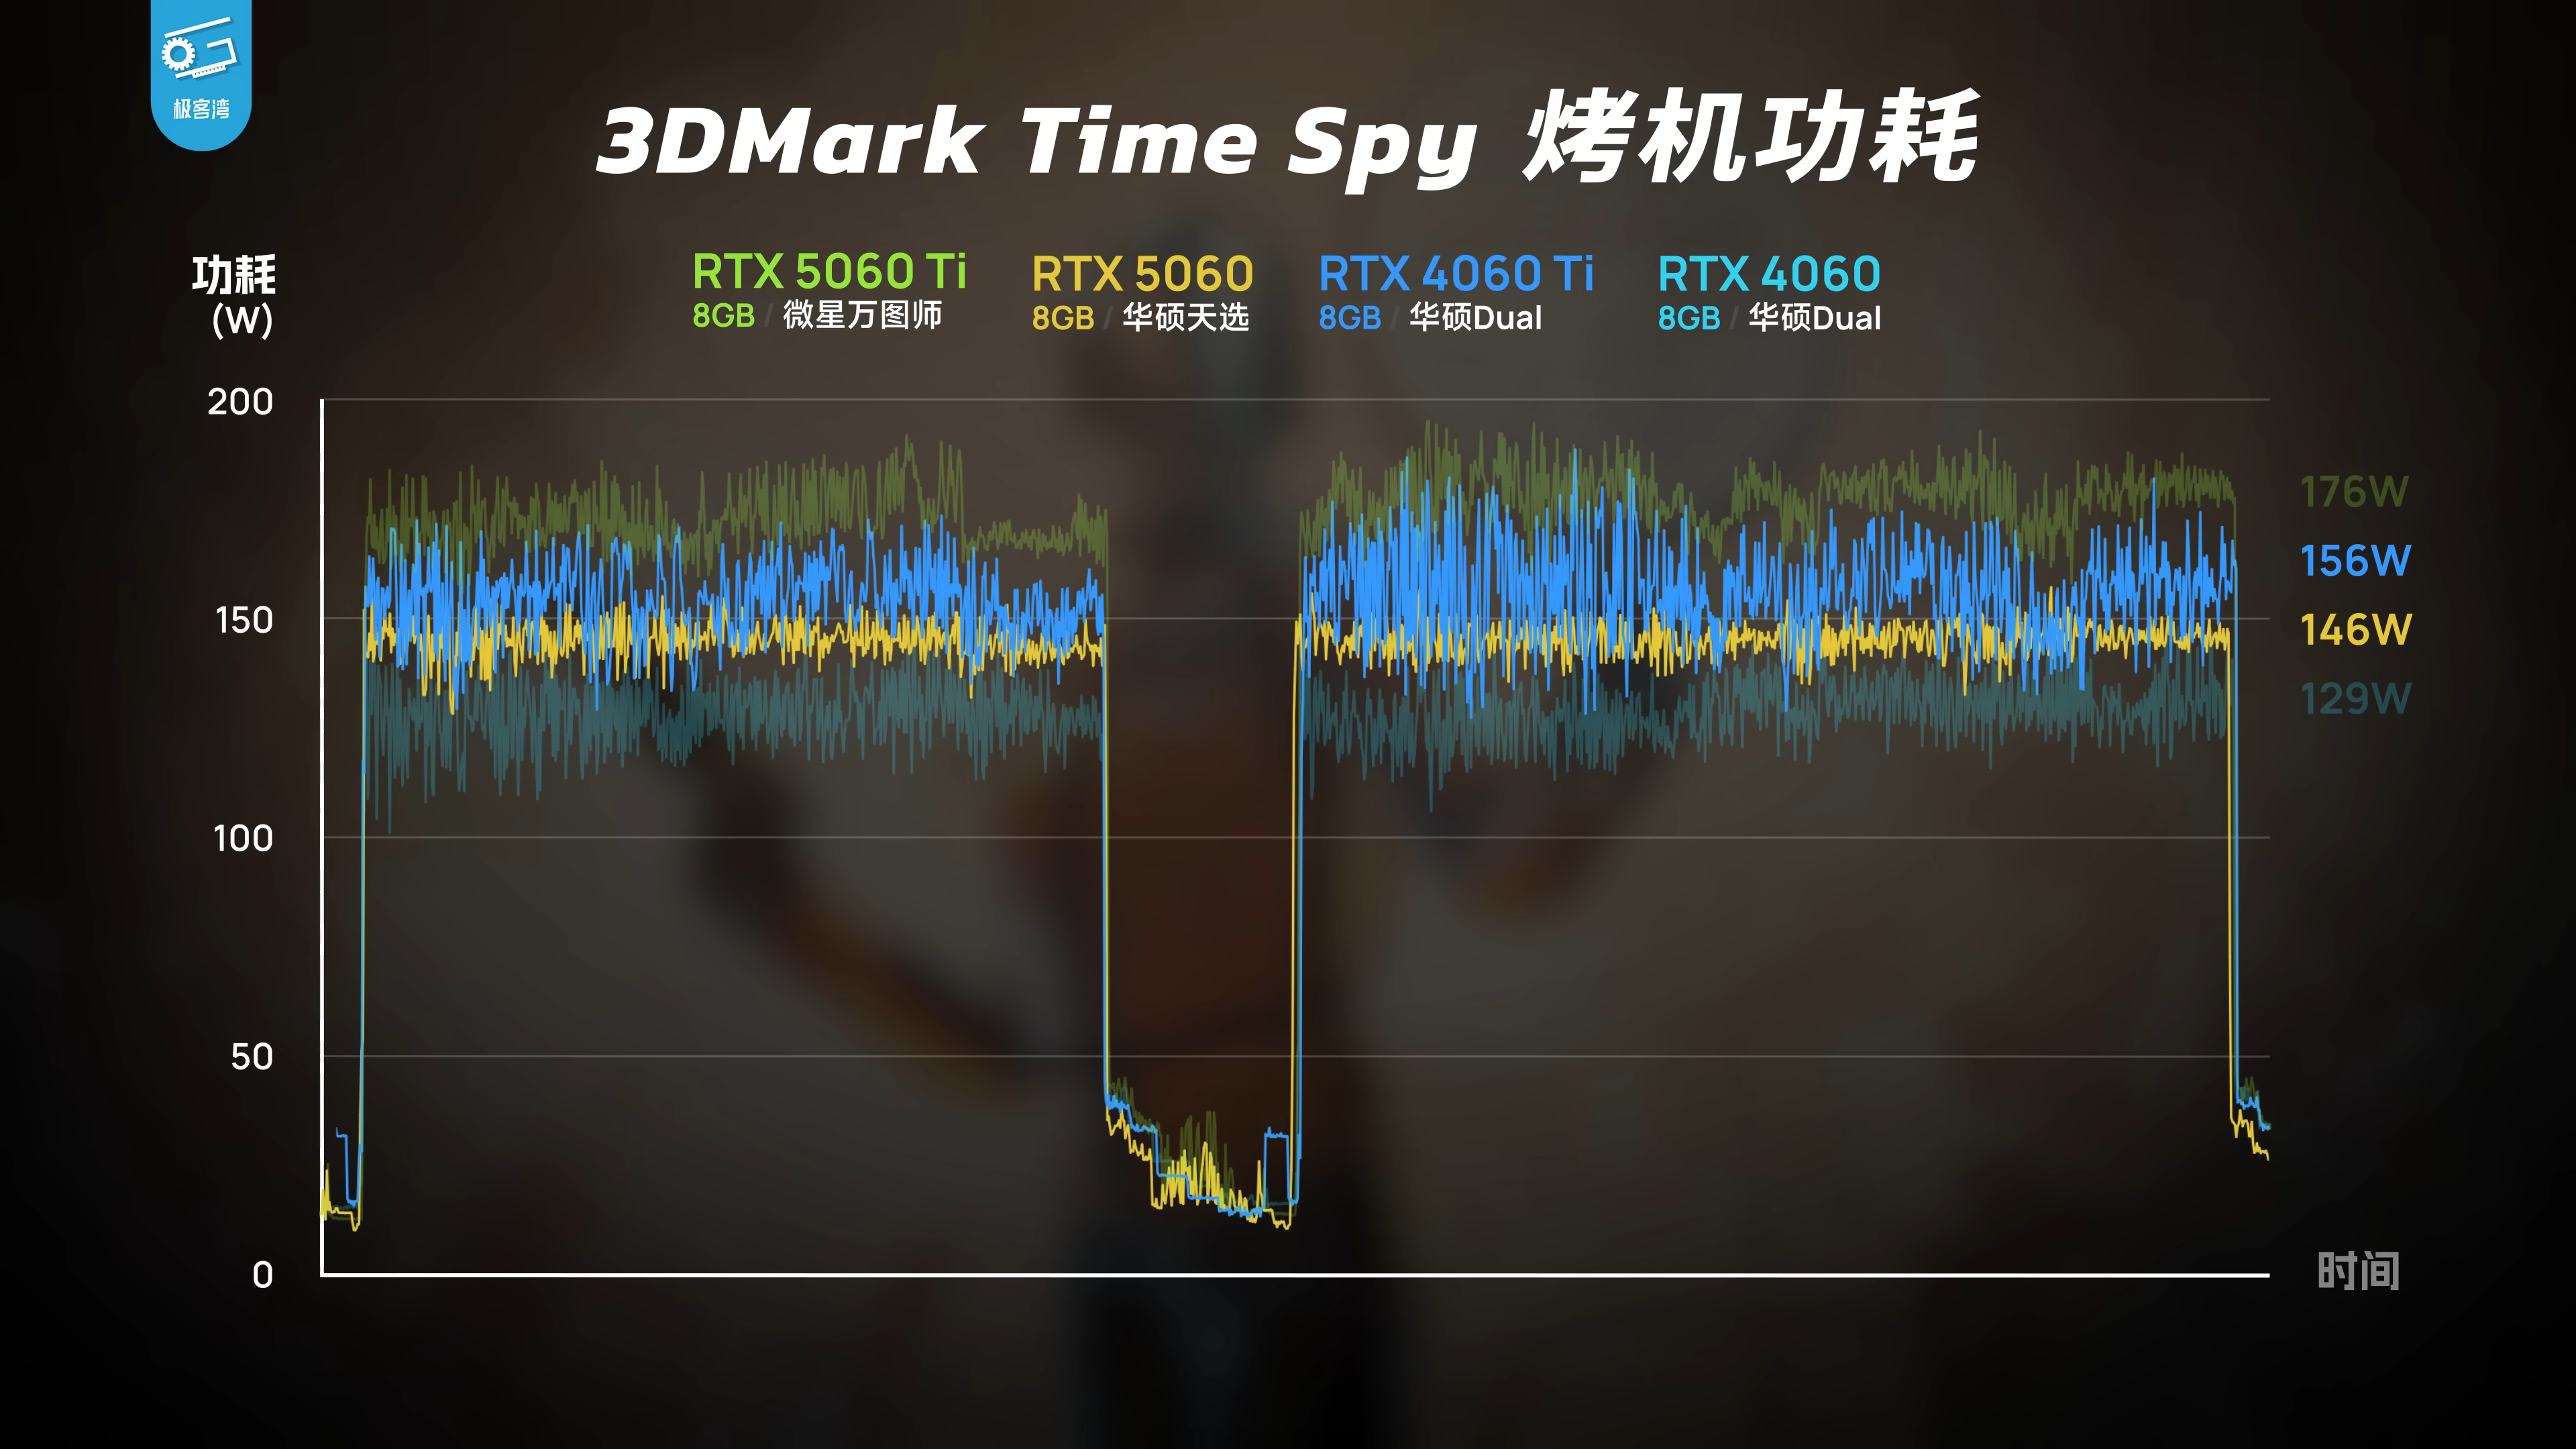 极客湾
3DMark Time Spy 烤机功耗
功耗
(W)
RTX 5060 Ti
8GB / 微星万图师
RTX 5060
8GB / 华硕天选
RTX 4060 Ti
8GB / 华硕Dual
RTX 4060
8GB / 华硕Dual
200
150
100
50
0
176W
156W
146W
129W
时间